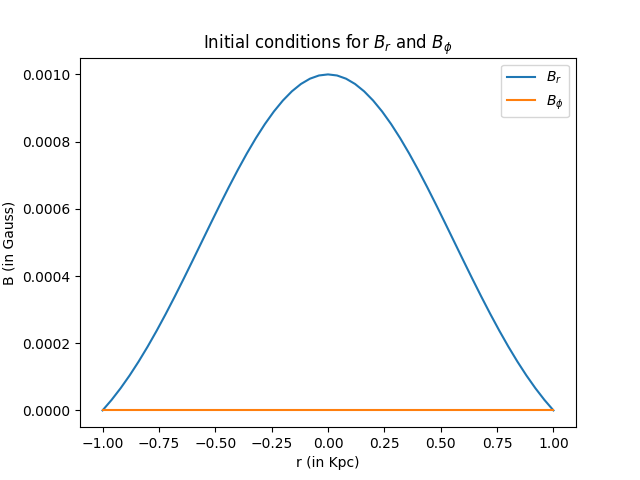 Initial conditions for $B_r$ and $B_\phi$
B (in Gauss)
0.0010
0.0008
0.0006
0.0004
0.0002
0.0000
−1.00 −0.75 −0.50 −0.25 0.00 0.25 0.50 0.75 1.00
r (in Kpc)
$B_r$
$B_\phi$